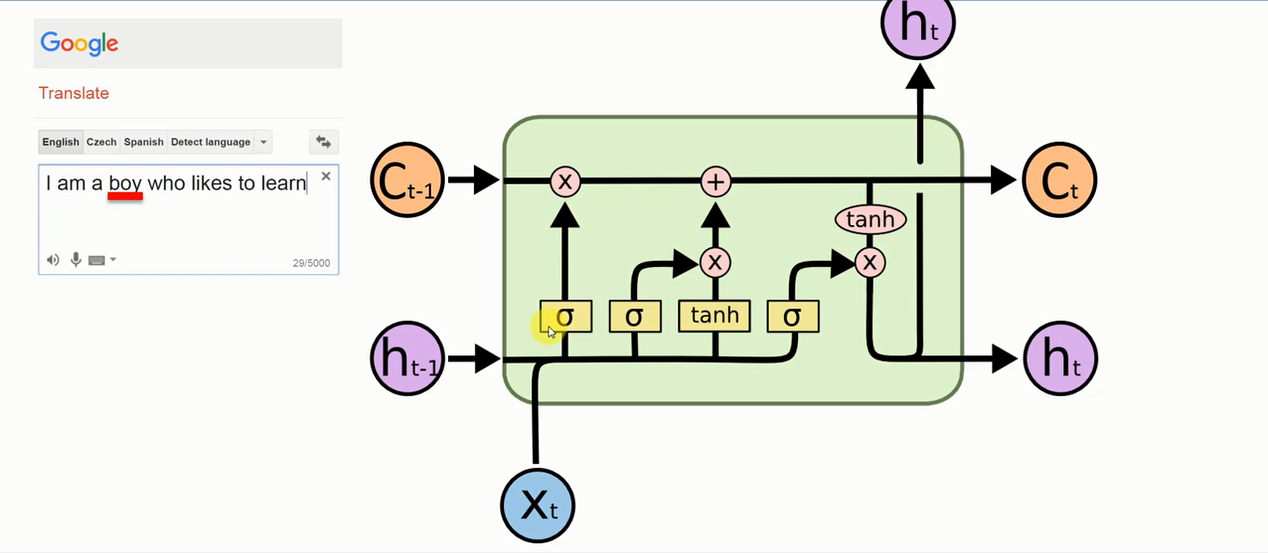 Google
Translate
English Czech Spanish Detect language
I am a boy who likes to learn
29/5000
ht
Ct-1 x + Ct
tanh
x x
σ σ tanh σ
ht-1 ht
xt